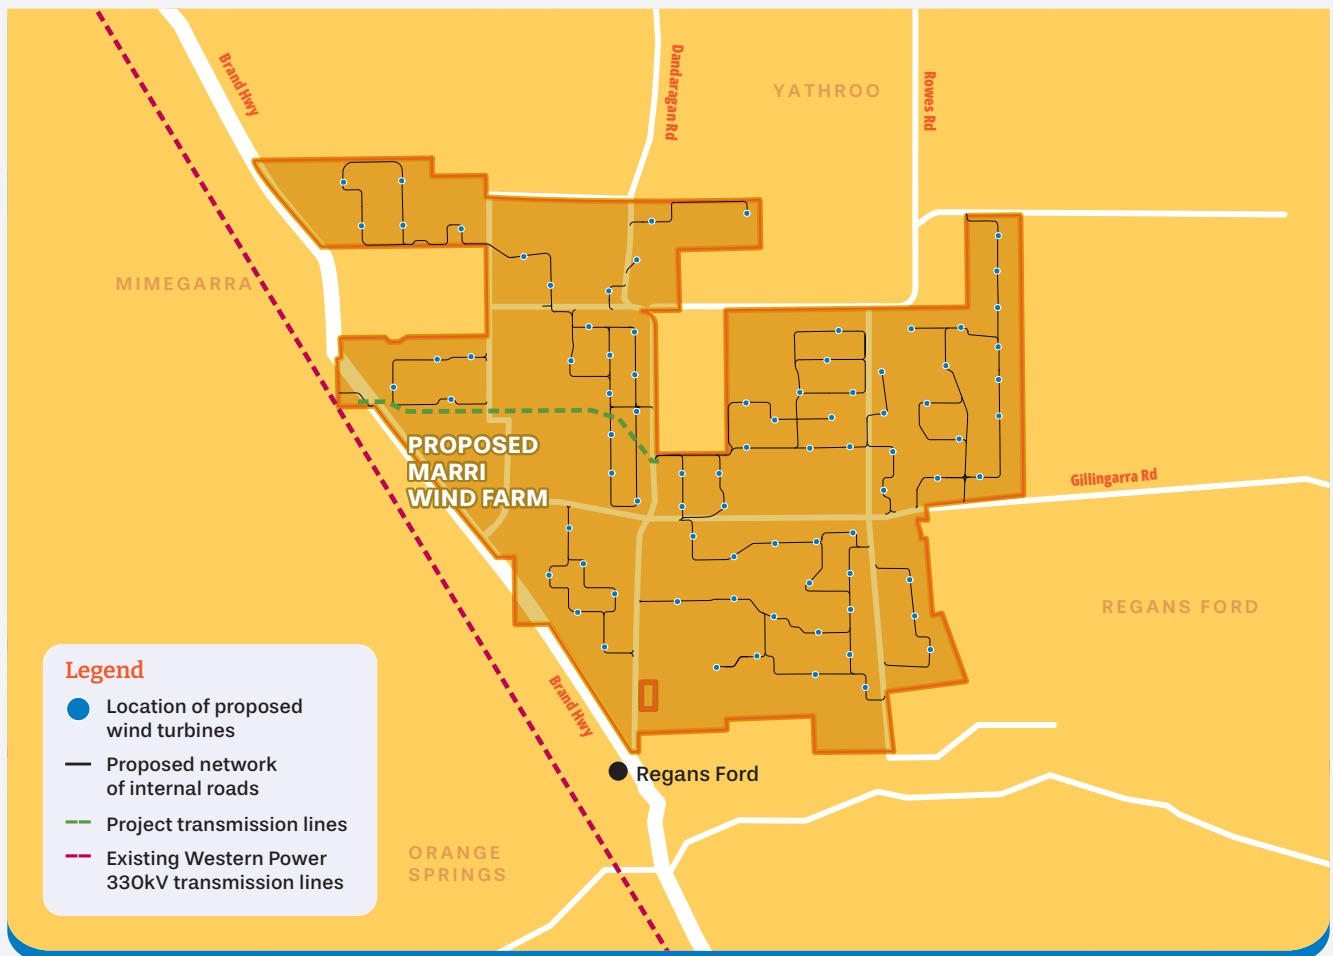 Brand Hwy
Dandaragan Rd
YATHROO
Rowes Rd
MIMEGARRA
PROPOSED
MARRI
WIND FARM
Gillingarra Rd
REGANS FORD
Brand Hwy
Regans Ford
ORANGE
SPRINGS
Legend
Location of proposed
wind turbines
Proposed network
of internal roads
Project transmission lines
Existing Western Power
330kV transmission lines